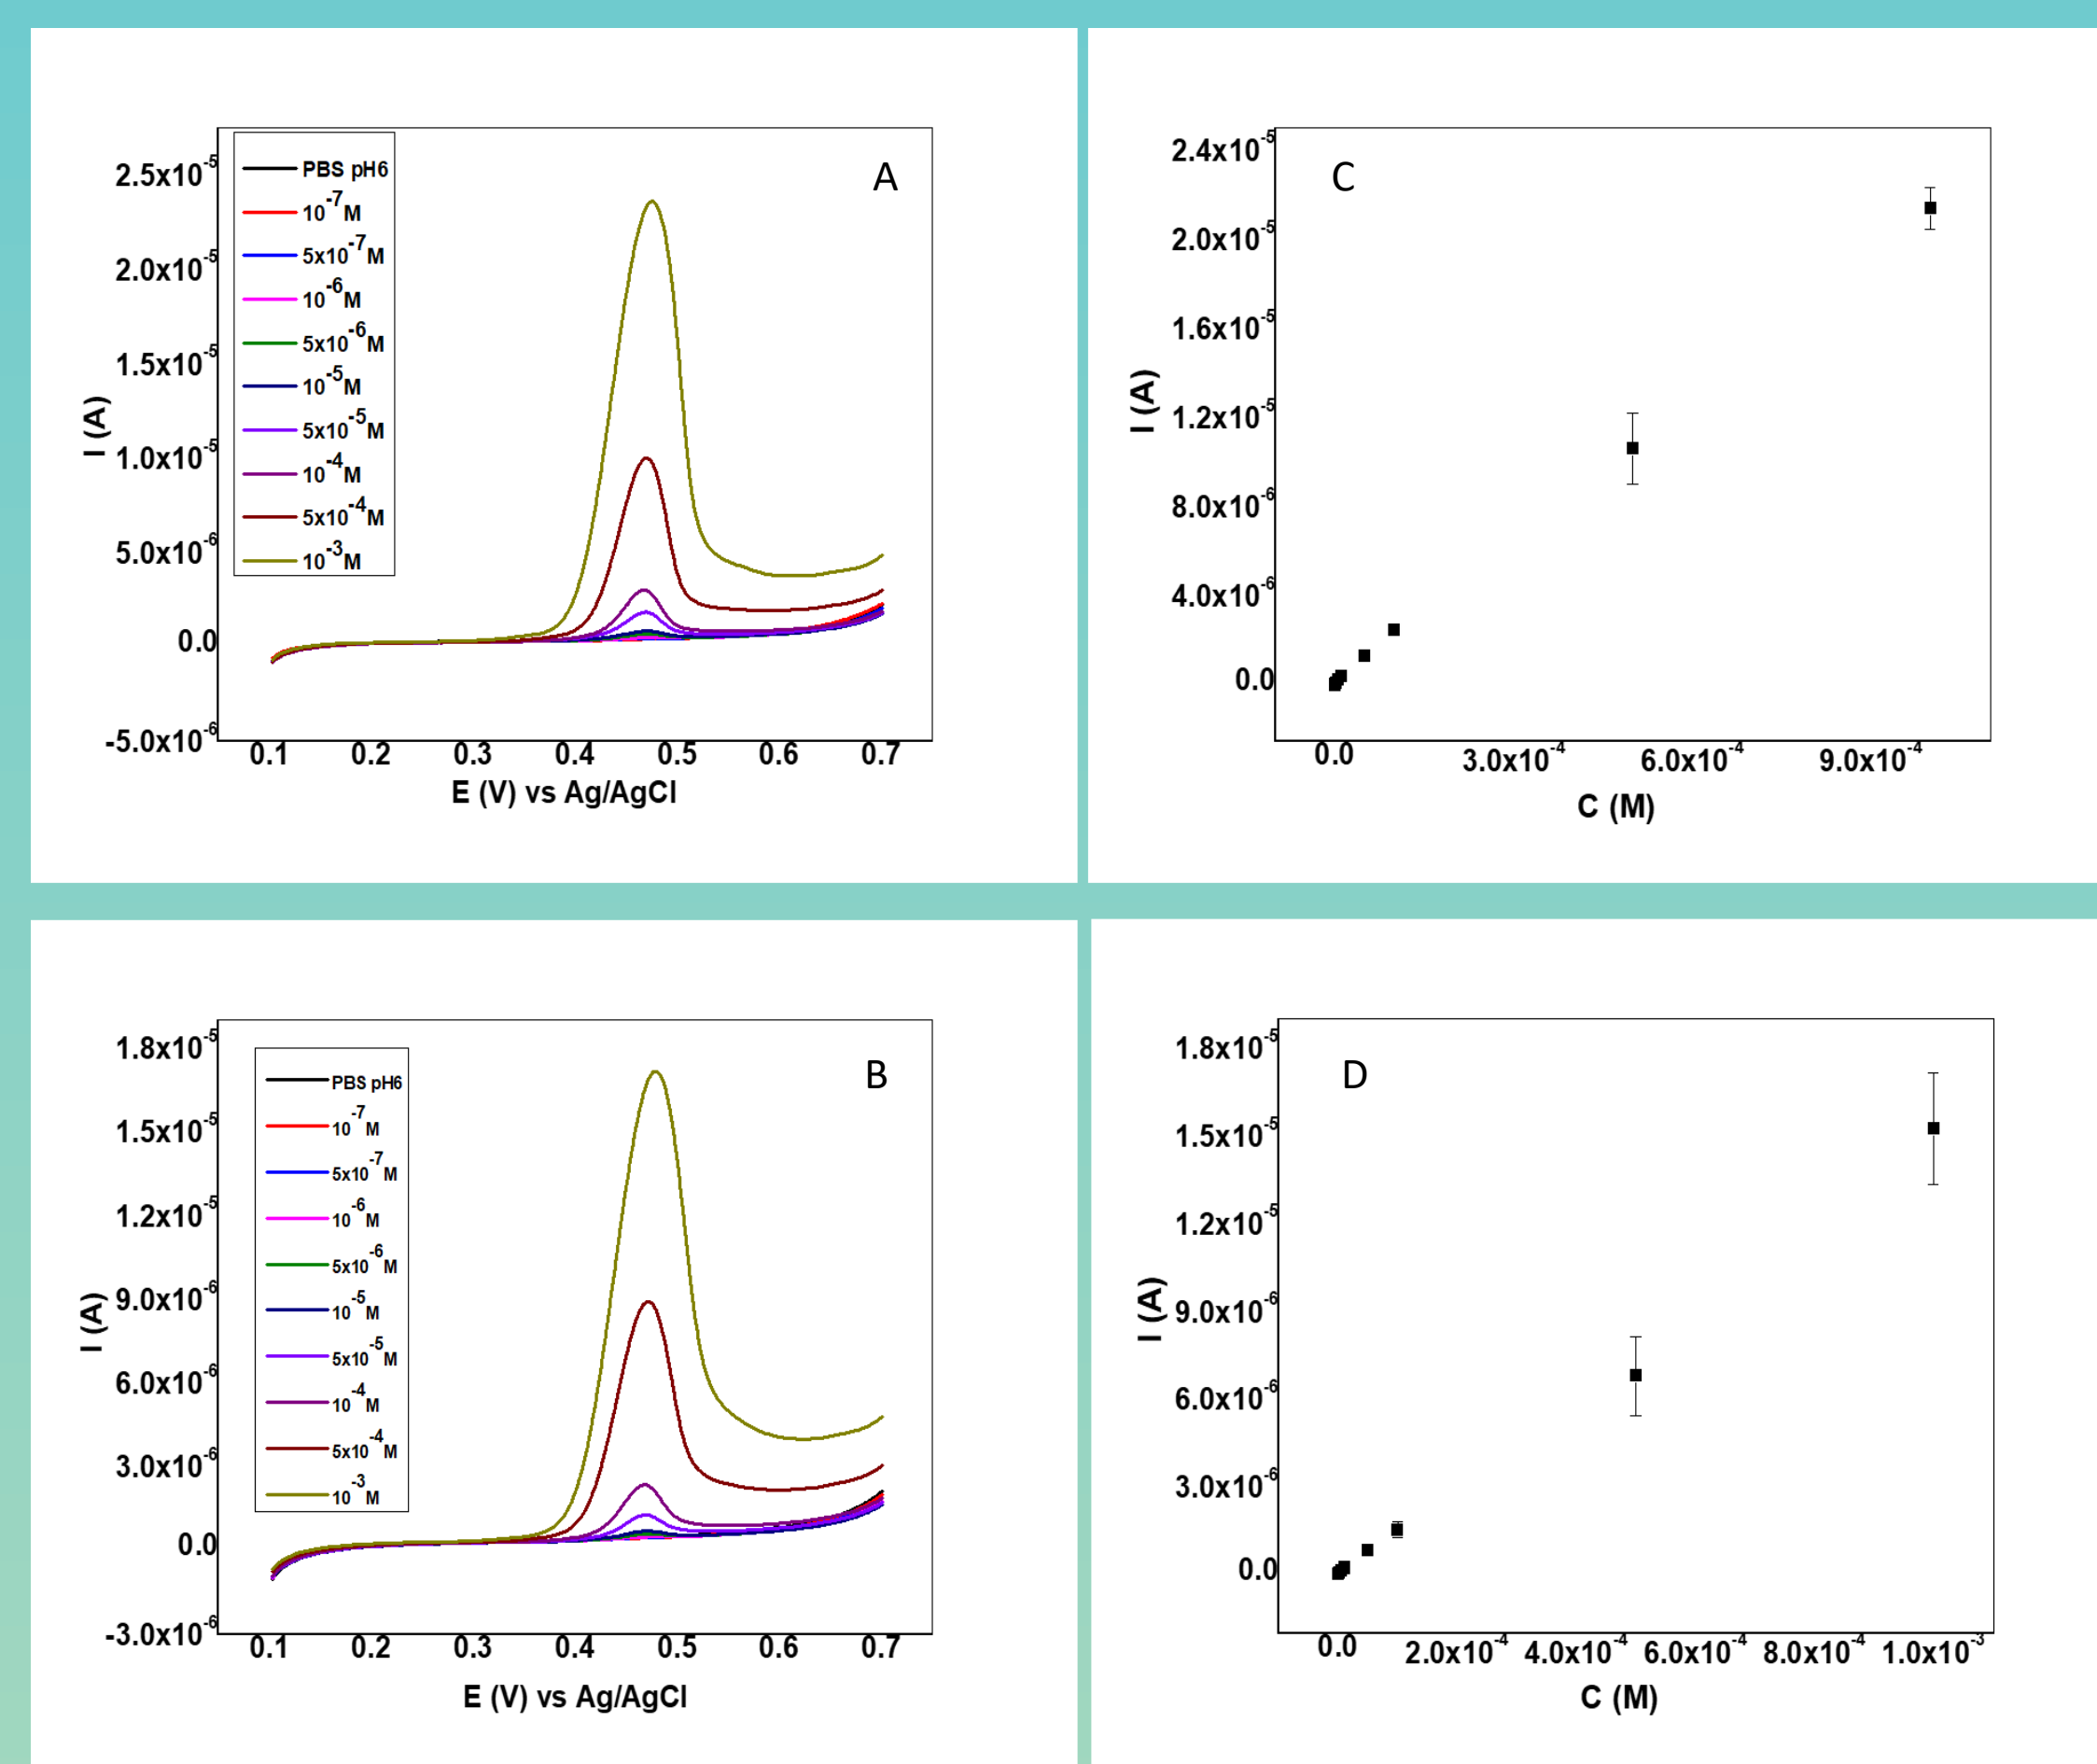 A
2.5x10-5
2.0x10-5
1.5x10-5
1.0x10-5
5.0x10-6
0.0
-5.0x10-6
I (A)
PBS pH6
10-7M
5x10-7M
10-6M
5x10-6M
10-5M
5x10-5M
10-4M
5x10-4M
10-3M
0.1 0.2 0.3 0.4 0.5 0.6 0.7
E (V) vs Ag/AgCl
C
2.4x10-5
2.0x10-5
1.6x10-5
1.2x10-5
8.0x10-6
4.0x10-6
0.0
I (A)
0.0 3.0x10-4 6.0x10-4 9.0x10-4
C (M)
B
1.8x10-5
1.5x10-5
1.2x10-5
9.0x10-6
6.0x10-6
3.0x10-6
0.0
-3.0x10-6
I (A)
PBS pH6
10-7M
5x10-7M
10-6M
5x10-6M
10-5M
5x10-5M
10-4M
5x10-4M
10-3M
0.1 0.2 0.3 0.4 0.5 0.6 0.7
E (V) vs Ag/AgCl
D
1.8x10-5
1.5x10-5
1.2x10-5
9.0x10-6
6.0x10-6
3.0x10-6
0.0
I (A)
0.0 2.0x10-4 4.0x10-4 6.0x10-4 8.0x10-4 1.0x10-3
C (M)